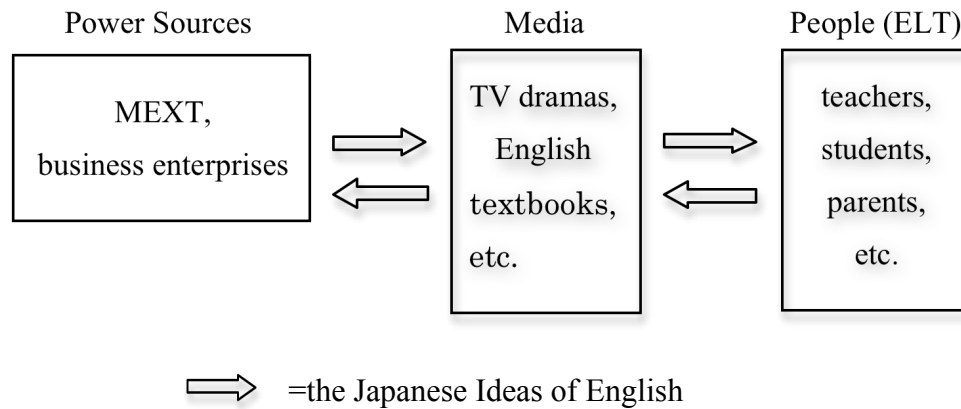 Power Sources
MEXT,
business enterprises
Media
TV dramas,
English
textbooks,
etc.
People (ELT)
teachers,
students,
parents,
etc.
=the Japanese Ideas of English